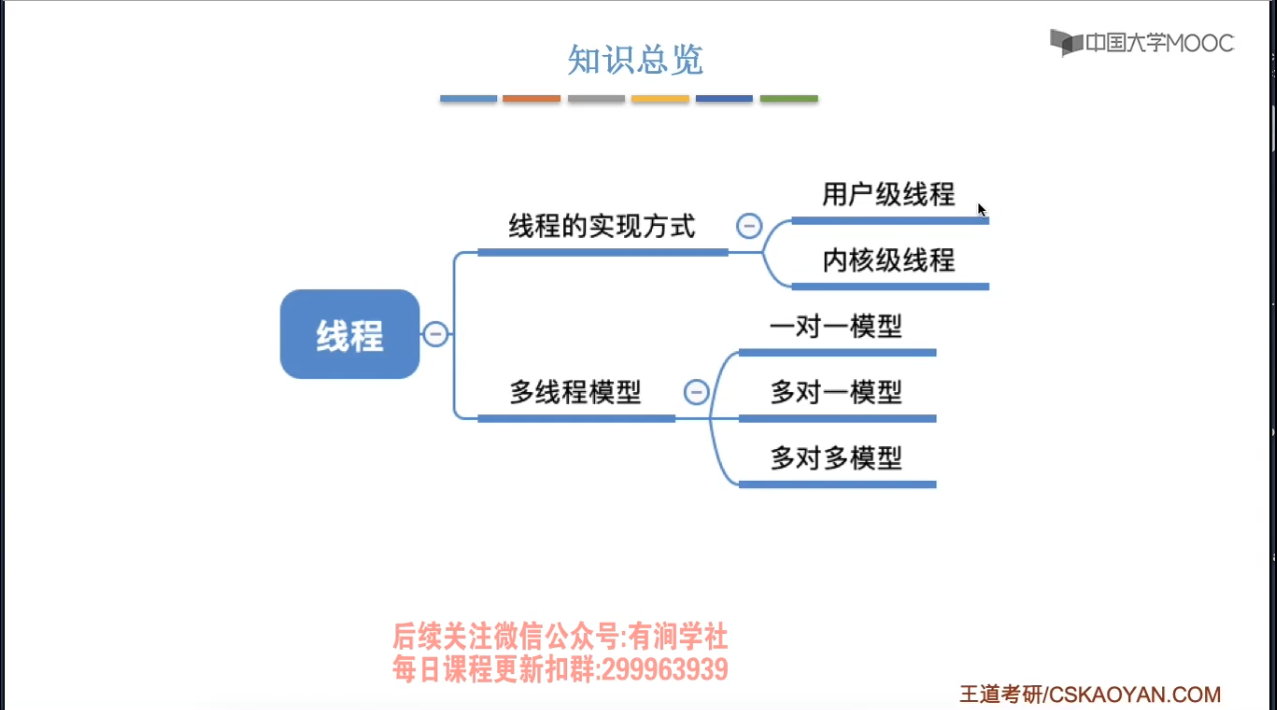 中国大学MOOC
知识总览
用户级线程
线程的实现方式
内核级线程
线程
一对一模型
多线程模型
多对一模型
多对多模型
后续关注微信公众号:有涧学社
每日课程更新扣群:299963939
王道考研/CSKAOYAN.COM